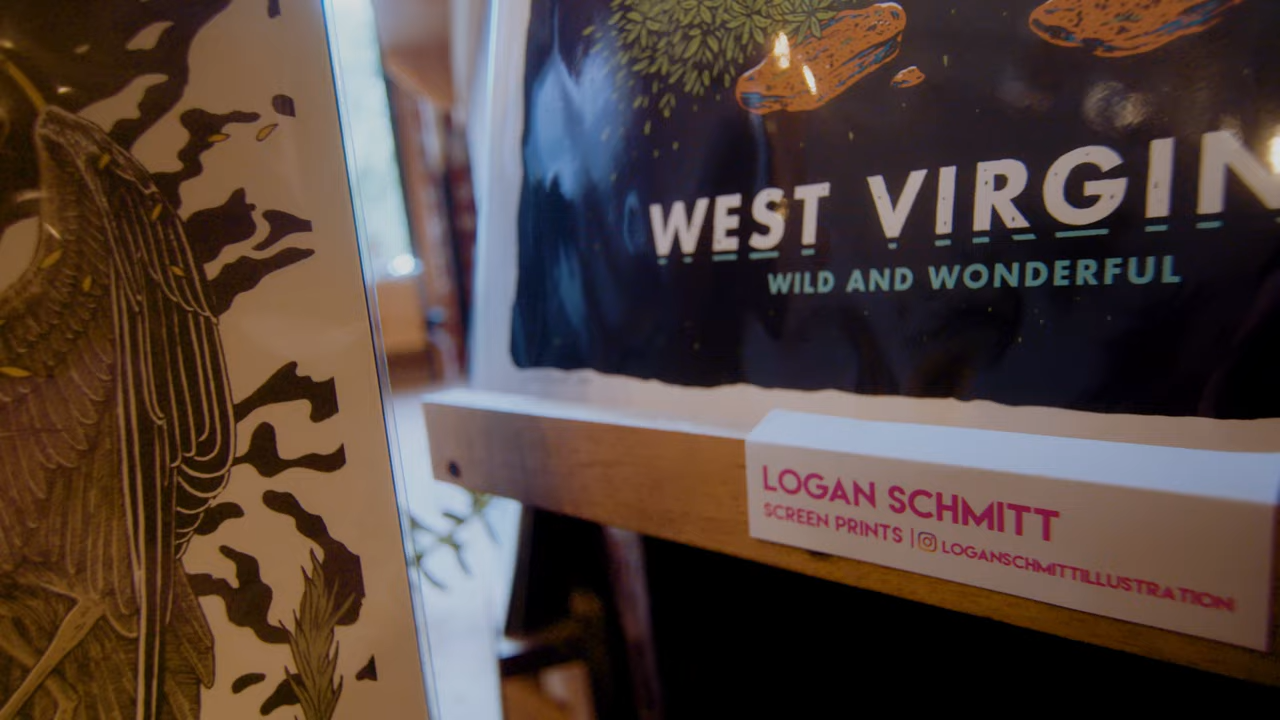 WEST VIRGIN
WILD AND WONDERFUL
LOGAN SCHMITT
SCREEN PRINTS | LOGANSCHMITTILLUSTRATION